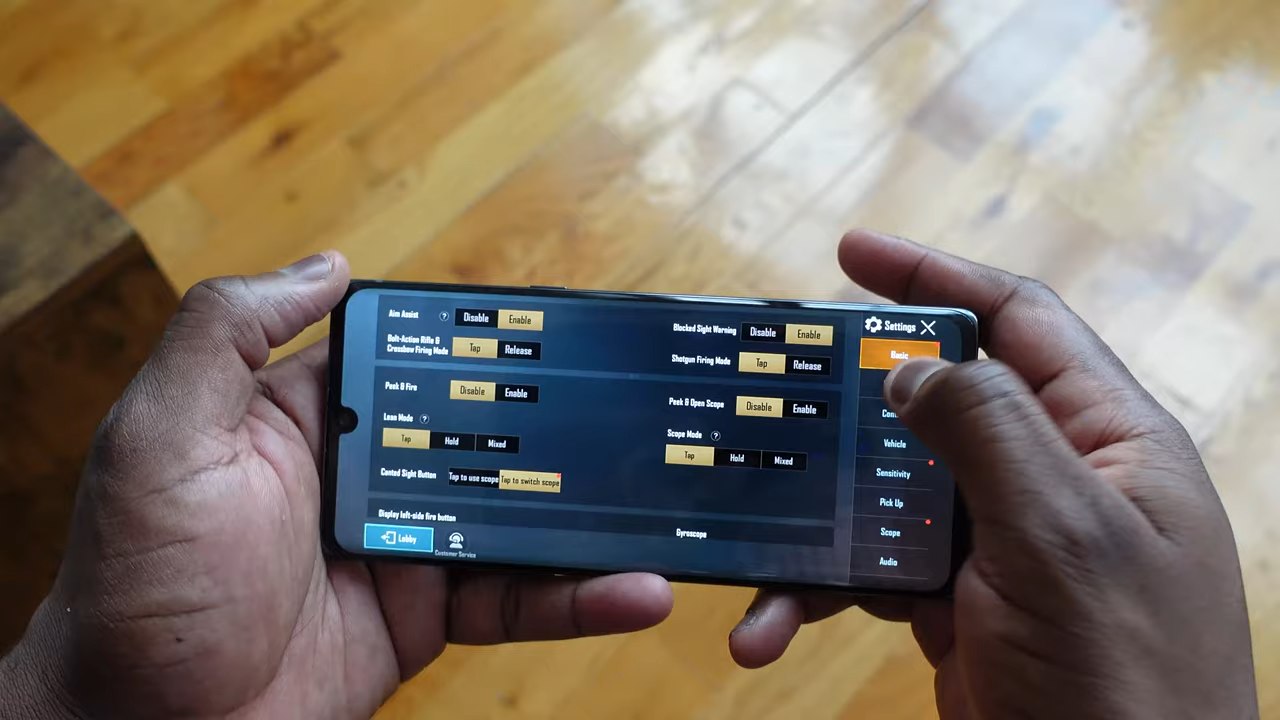 Aim Assist ? Disable Enable
Blocked Sight Warning Disable Enable
Bolt-Action Rifle &
Crossbow Firing Mode Tap Release
Shotgun Firing Mode Tap Release
Peek & Fire Disable Enable
Peek & Open Scope Disable Enable
Lean Mode ?
Tap Hold Mixed
Scope Mode ?
Tap Hold Mixed
Canted Sight Button Tap to use scope Tap to switch scope
Display left-side fire button
Gyroscope
Lobby
Customer Service
Settings
Basic
Vehicle
Sensitivity
Pick Up
Scope
Audio